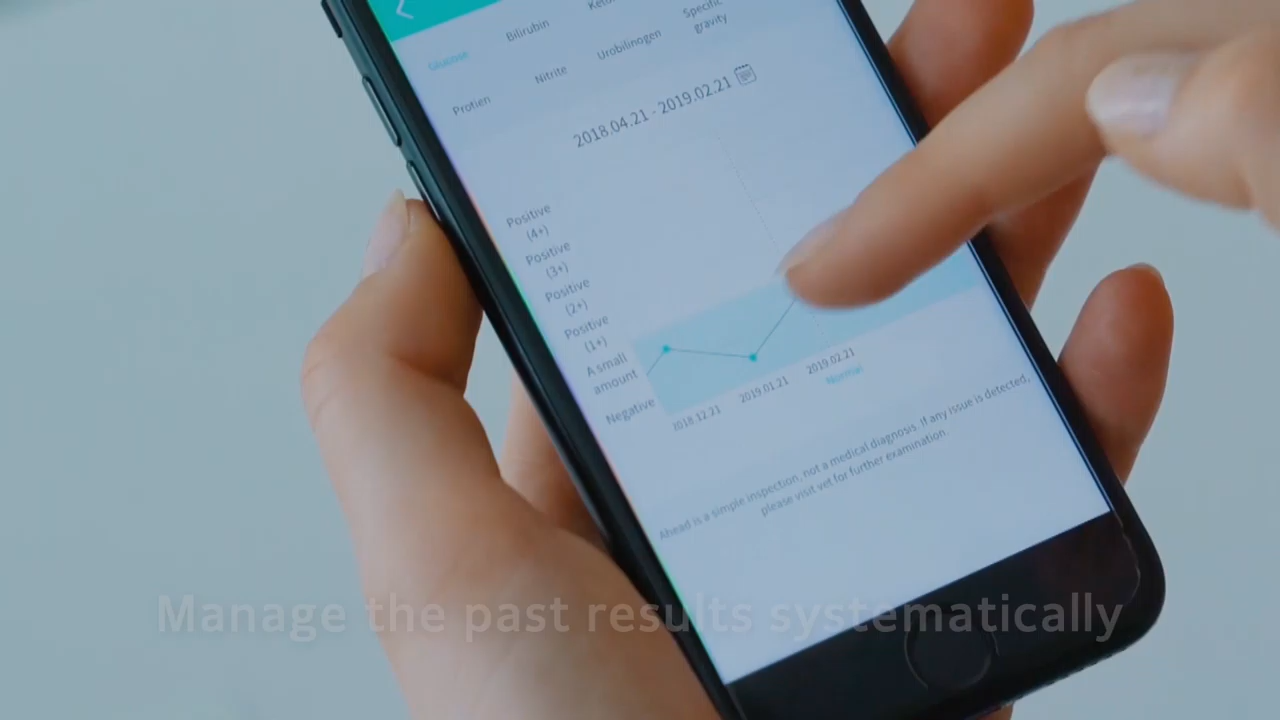 Glucose
Bilirubin
Specific
gravity
Protien
Nitrite
Urobilinogen
2018.04.21 - 2019.02.21
Positive
(4+)
Positive
(3+)
Positive
(2+)
Positive
(1+)
A small
amount
Negative
2018.12.21
2019.01.21
2019.02.21
Normal
Ahead is a simple inspection, not a medical diagnosis. If any issue is detected,
please visit vet for further examination.
Manage the past results systematically